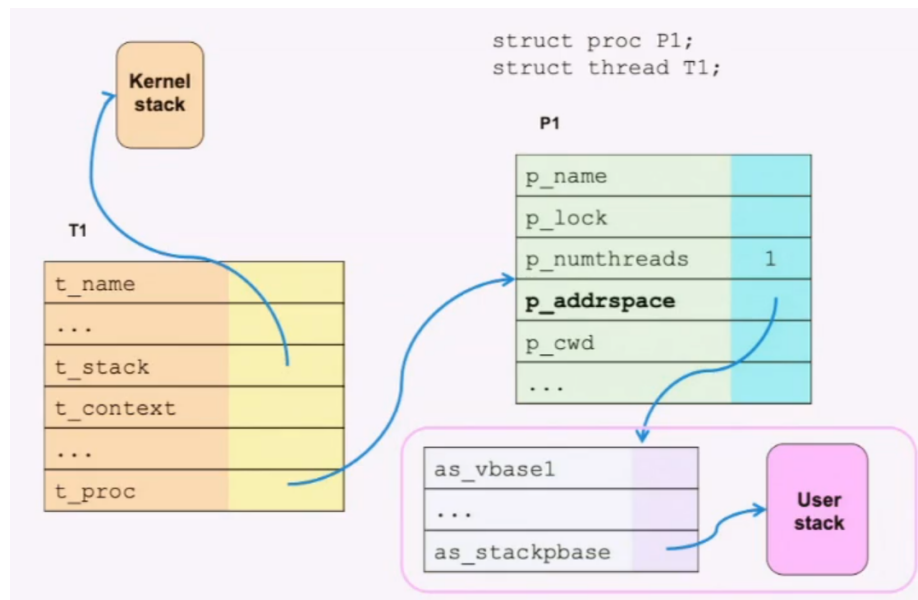 struct proc P1;
struct thread T1;
Kernel
stack
P1
p_name
p_lock
p_numthreads 1
p_addrspace
p_cwd
...
T1
t_name
...
t_stack
t_context
...
t_proc
as_vbase1
...
as_stackpbase
User
stack